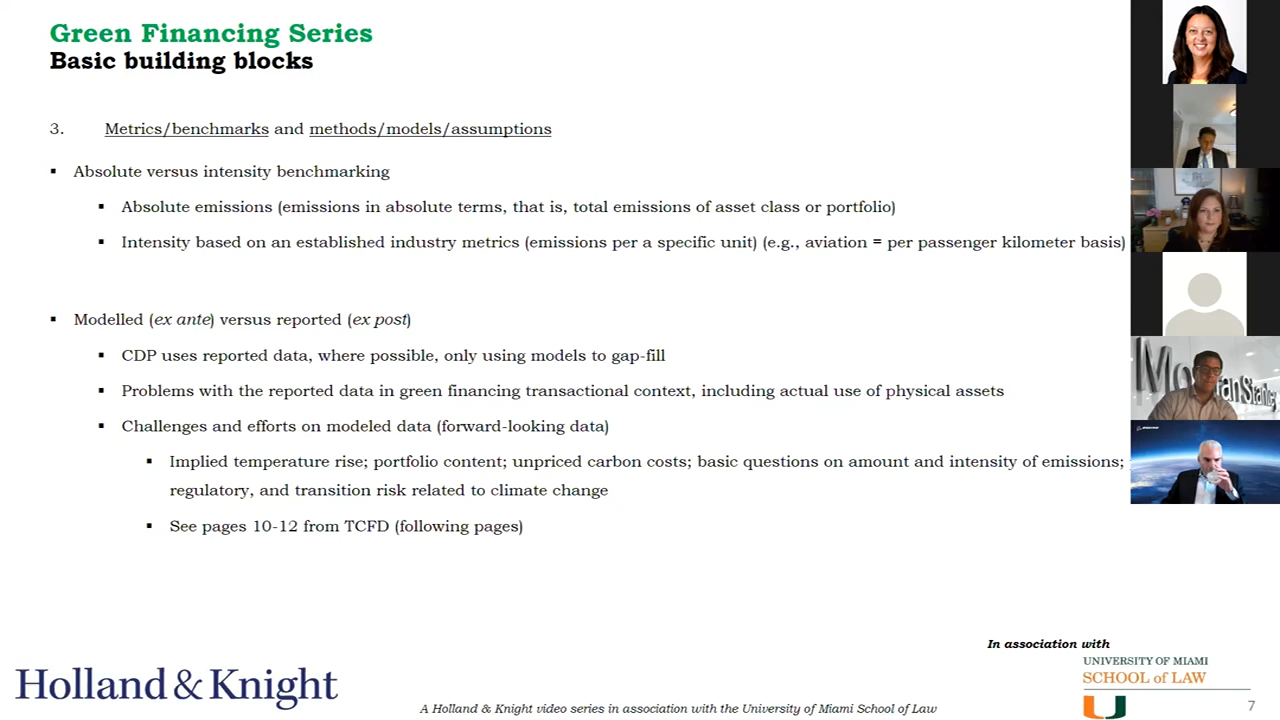 Green Financing Series
Basic building blocks
3. Metrics/benchmarks and methods/models/assumptions
▪ Absolute versus intensity benchmarking
▪ Absolute emissions (emissions in absolute terms, that is, total emissions of asset class or portfolio)
▪ Intensity based on an established industry metrics (emissions per a specific unit) (e.g., aviation = per passenger kilometer basis)
▪ Modelled (ex ante) versus reported (ex post)
▪ CDP uses reported data, where possible, only using models to gap-fill
▪ Problems with the reported data in green financing transactional context, including actual use of physical assets
▪ Challenges and efforts on modeled data (forward-looking data)
▪ Implied temperature rise; portfolio content; unpriced carbon costs; basic questions on amount and intensity of emissions;
regulatory, and transition risk related to climate change
▪ See pages 10-12 from TCFD (following pages)
In association with
UNIVERSITY OF MIAMI
SCHOOL of LAW
Holland & Knight
A Holland & Knight video series in association with the University of Miami School of Law
7